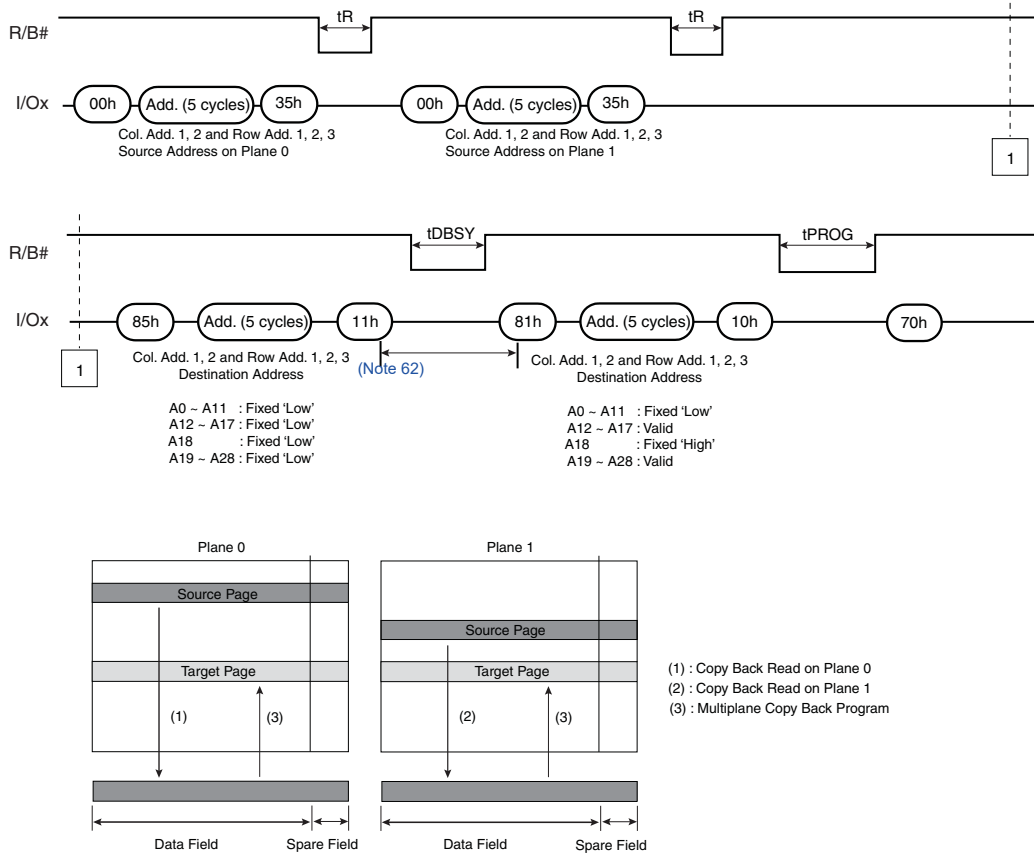 tR
tR
1
R/B#
I/Ox
00h
Add. (5 cycles)
35h
00h
Add. (5 cycles)
35h
Col. Add. 1, 2 and Row Add. 1, 2, 3
Source Address on Plane 0
Col. Add. 1, 2 and Row Add. 1, 2, 3
Source Address on Plane 1
1
R/B#
tDBSY
tPROG
I/Ox
85h
Add. (5 cycles)
11h
81h
Add. (5 cycles)
10h
70h
1
Col. Add. 1, 2 and Row Add. 1, 2, 3
Destination Address
(Note 62)
Col. Add. 1, 2 and Row Add. 1, 2, 3
Destination Address
A0 ~ A11 : Fixed ‘Low’
A12 ~ A17 : Fixed ‘Low’
A18 : Fixed ‘Low’
A19 ~ A28 : Fixed ‘Low’
A0 ~ A11 : Fixed ‘Low’
A12 ~ A17 : Valid
A18 : Fixed ‘High’
A19 ~ A28 : Valid
Plane 0
Source Page
Target Page
(1)
(3)
Data Field
Spare Field
Plane 1
Source Page
Target Page
(2)
(3)
Data Field
Spare Field
(1) : Copy Back Read on Plane 0
(2) : Copy Back Read on Plane 1
(3) : Multiplane Copy Back Program